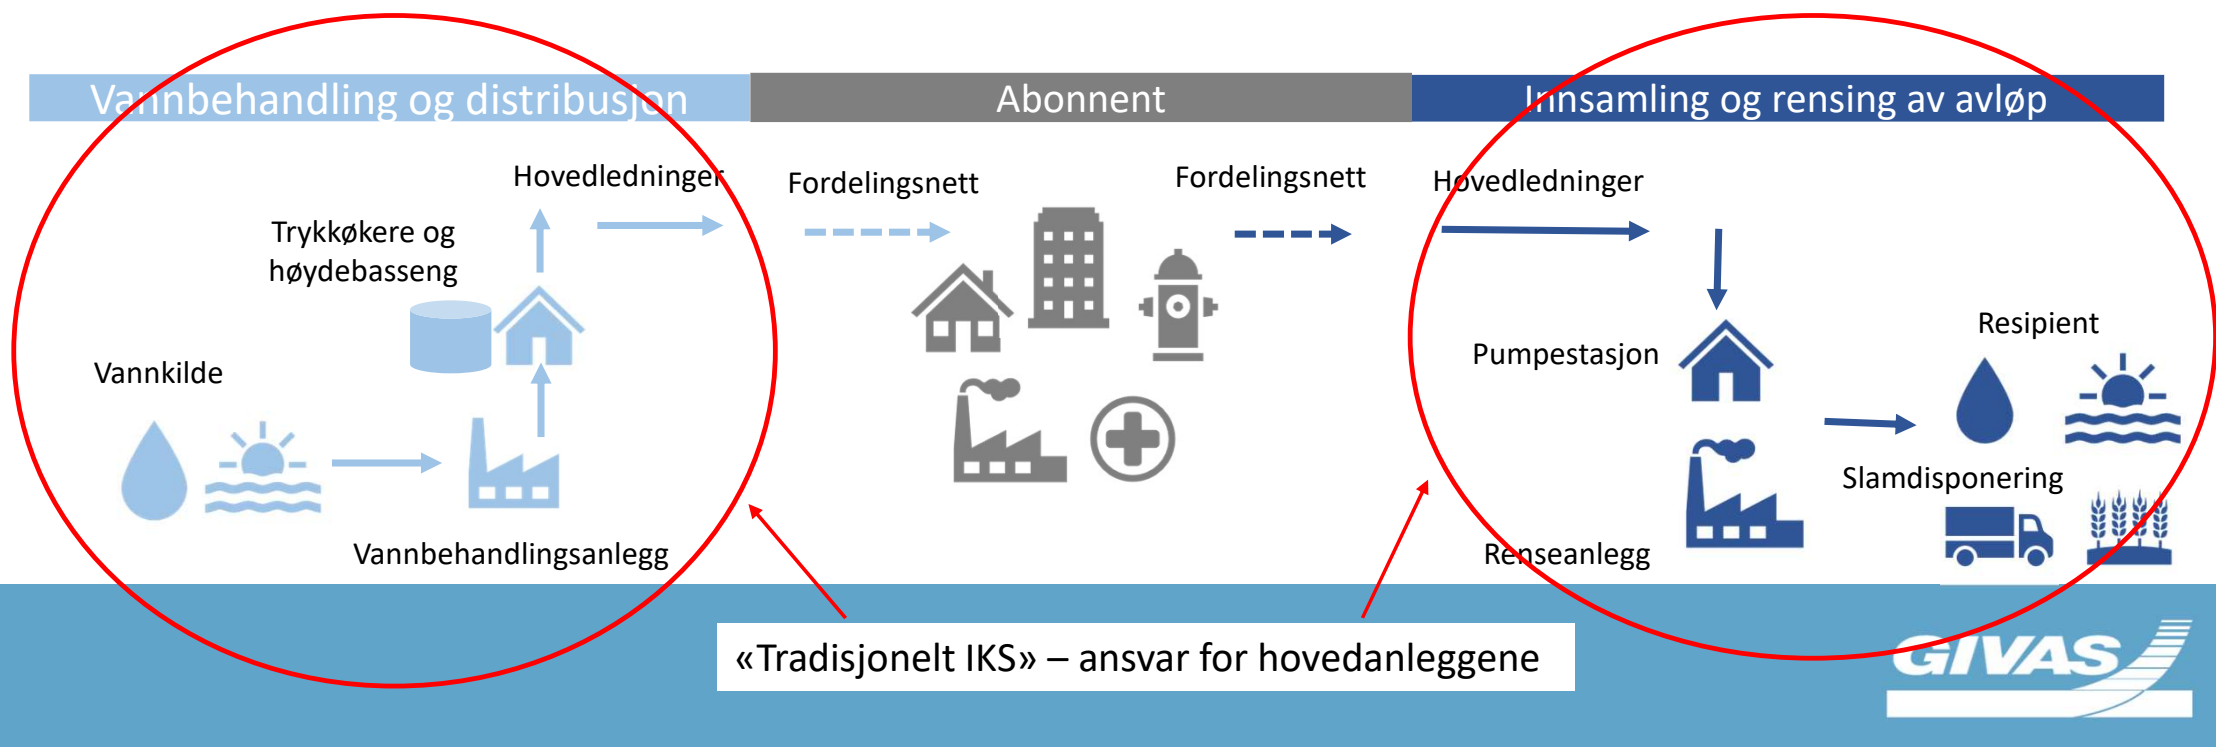 Vannbehandling og distribusjon
Abonnent
Innsamling og rensing av avløp
Hovedledninger
Trykkøkere og
høydebasseng
Vannkilde
Vannbehandlingsanlegg
Fordelingsnett
Fordelingsnett
Hovedledninger
Pumpestasjon
Resipient
Slamdisponering
Renseanlegg
«Tradisjonelt IKS» – ansvar for hovedanleggene
GIVAS